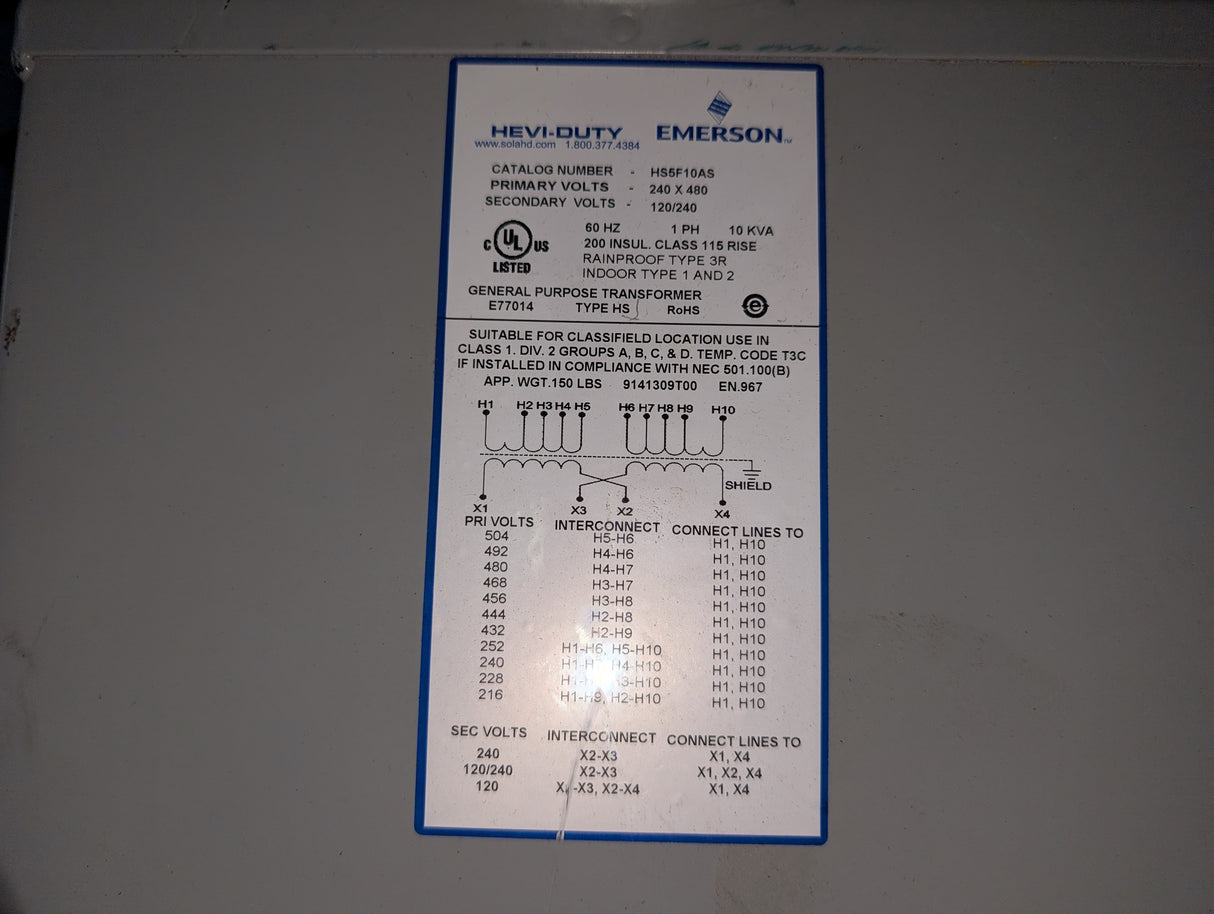 HEVI-DUTY EMERSON™
www.solahd.com 1.800.377.4384
CATALOG NUMBER - HS5F10AS
PRIMARY VOLTS - 240 X 480
SECONDARY VOLTS - 120/240
60 HZ 1 PH 10 KVA
200 INSUL. CLASS 115 RISE
RAINPROOF TYPE 3R
INDOOR TYPE 1 AND 2
C UL US
LISTED
GENERAL PURPOSE TRANSFORMER
E77014 TYPE HS RoHS e
SUITABLE FOR CLASSIFIELD LOCATION USE IN
CLASS 1. DIV. 2 GROUPS A, B, C, & D. TEMP. CODE T3C
IF INSTALLED IN COMPLIANCE WITH NEC 501.100(B)
APP. WGT.150 LBS 9141309T00 EN.967
H1 H2 H3 H4 H5 H6 H7 H8 H9 H10
SHIELD
X1 X3 X2 X4
PRI VOLTS INTERCONNECT CONNECT LINES TO
504 H5-H6 H1, H10
492 H4-H6 H1, H10
480 H4-H7 H1, H10
468 H3-H7 H1, H10
456 H3-H8 H1, H10
444 H2-H8 H1, H10
432 H2-H9 H1, H10
252 H1-H6, H5-H10 H1, H10
240 H4-H10 H1, H10
228 H1, H10
216 H1-H9, H2-H10 H1, H10
SEC VOLTS INTERCONNECT CONNECT LINES TO
240 X2-X3 X1, X4
120/240 X2-X3 X1, X2, X4
120 X2-X4 X1, X4